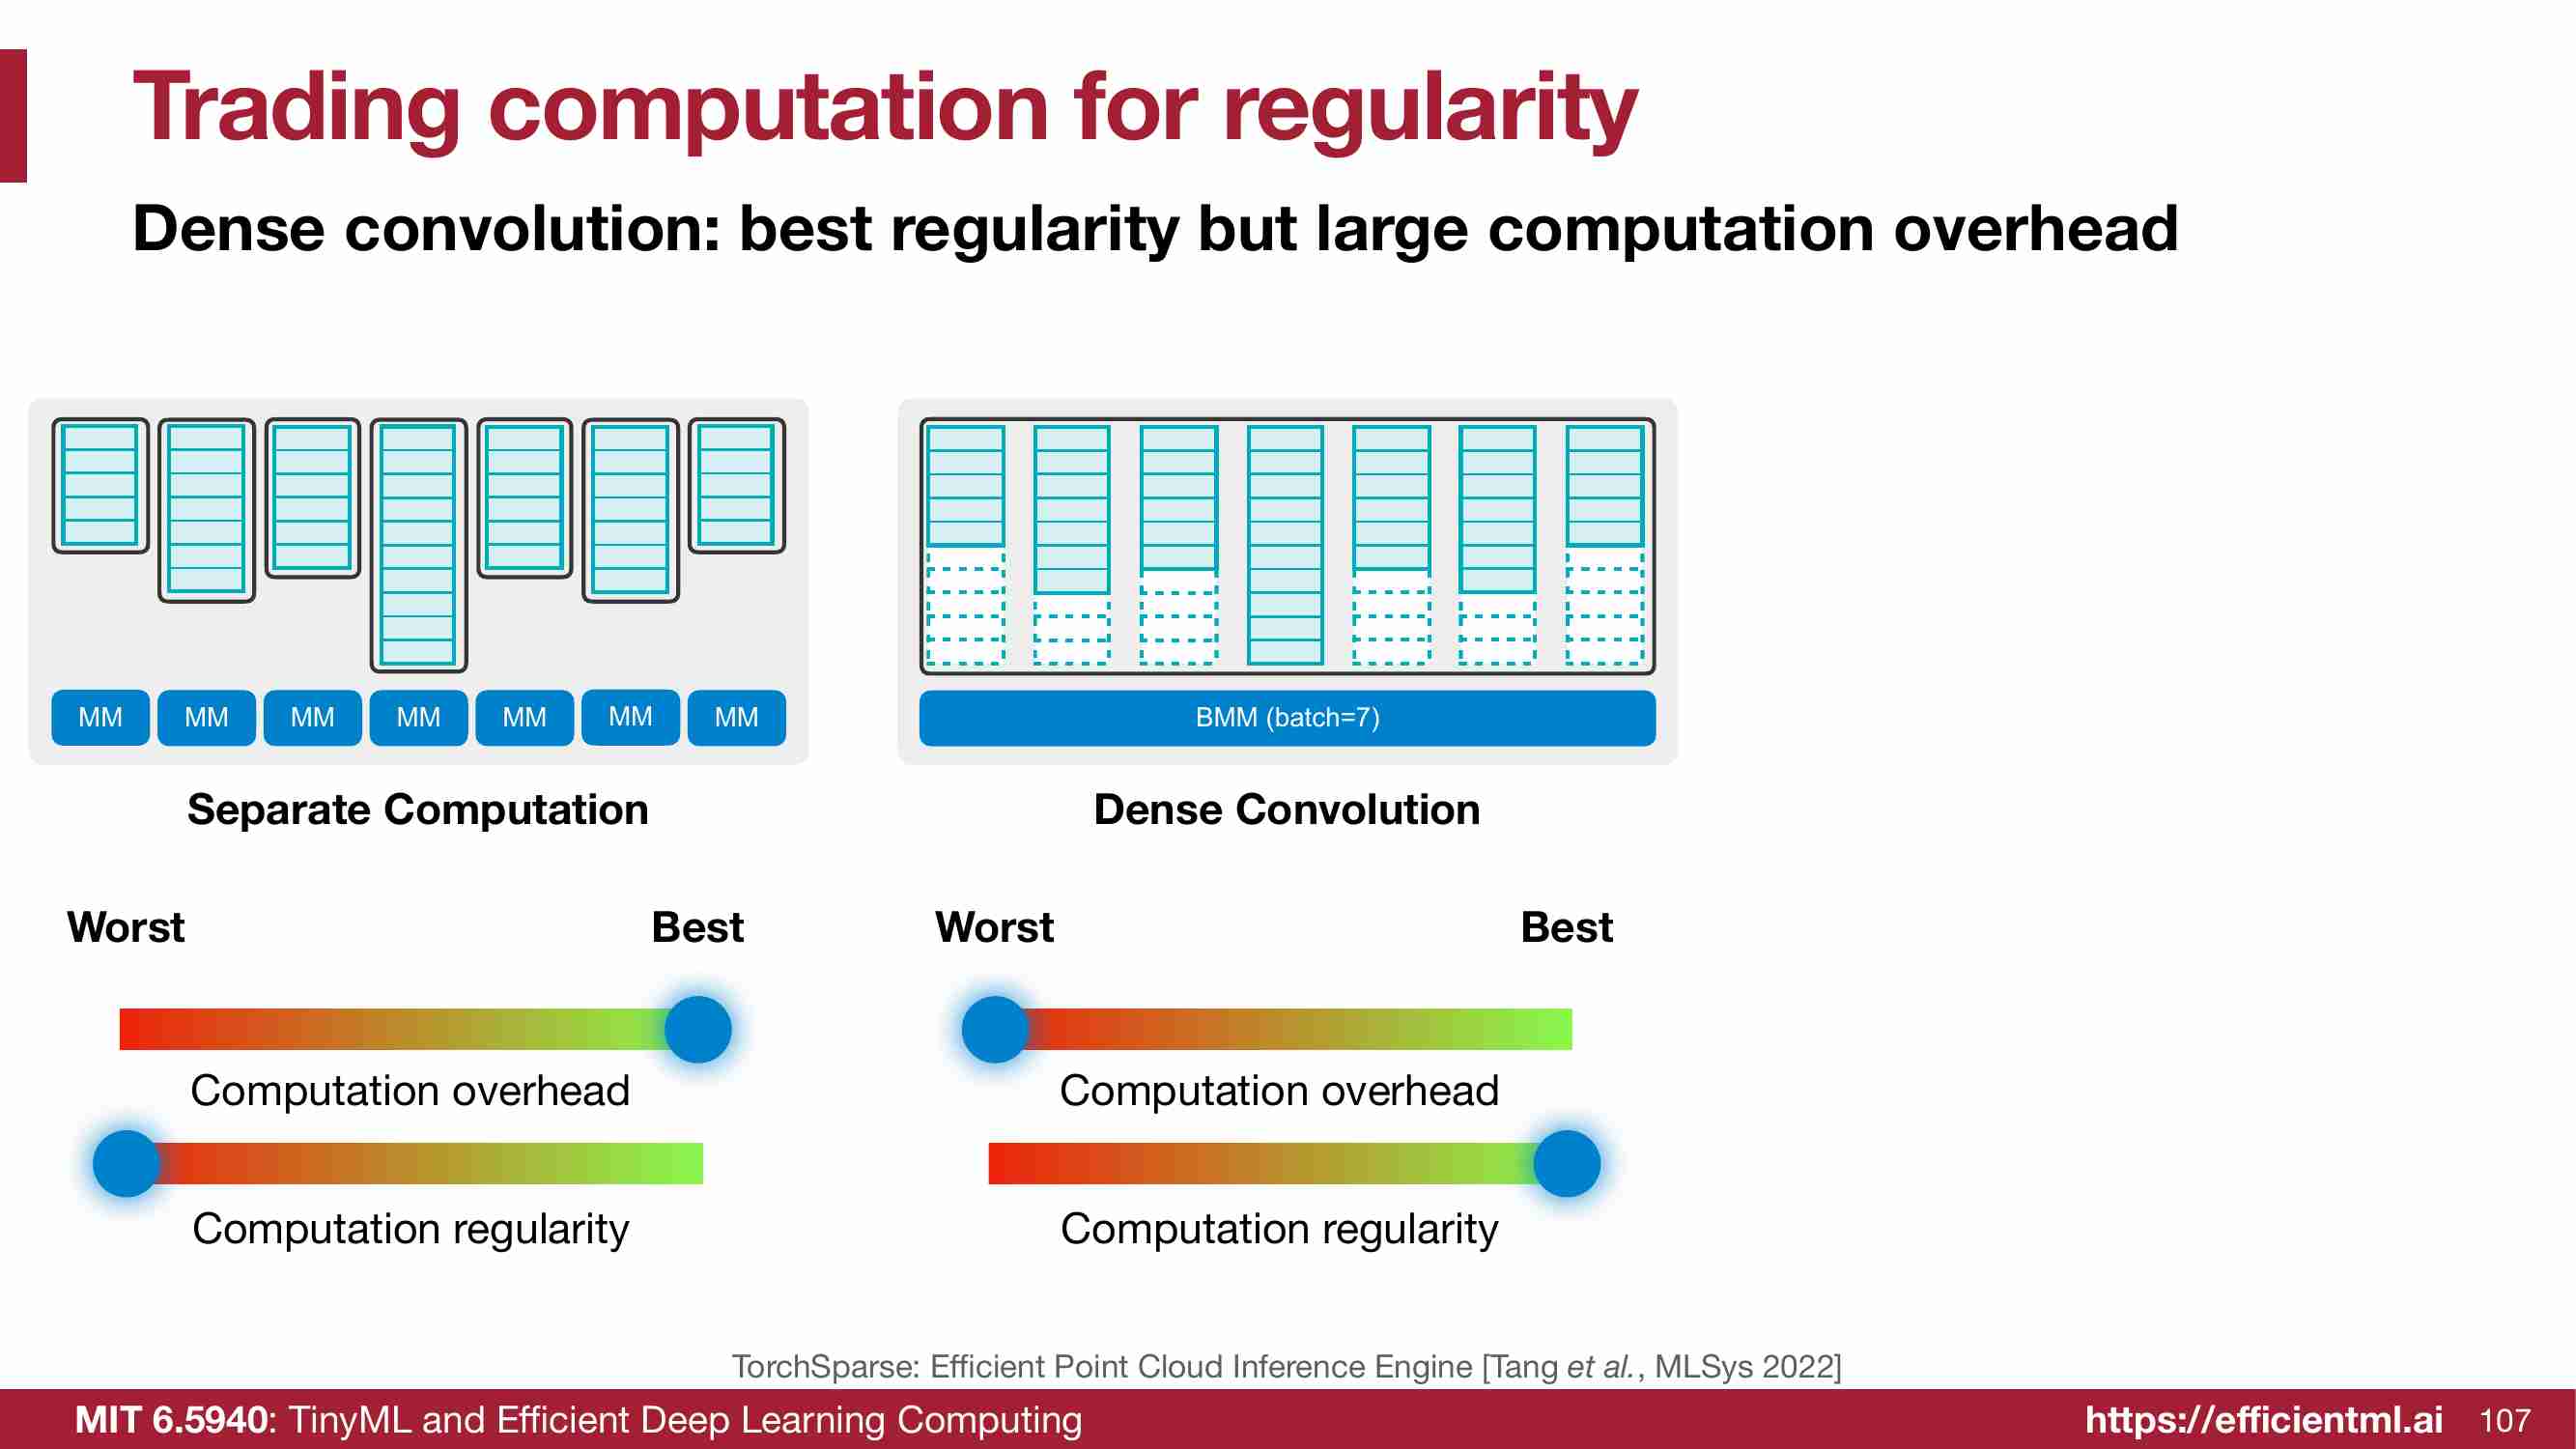 Trading computation for regularity
Dense convolution: best regularity but large computation overhead
MM MM MM MM MM MM MM
Separate Computation
Worst Best
Computation overhead
Computation regularity
BMM (batch=7)
Dense Convolution
Worst Best
Computation overhead
Computation regularity
TorchSparse: Efficient Point Cloud Inference Engine [Tang et al., MLSys 2022]
MIT 6.5940: TinyML and Efficient Deep Learning Computing
https://efficientml.ai 107